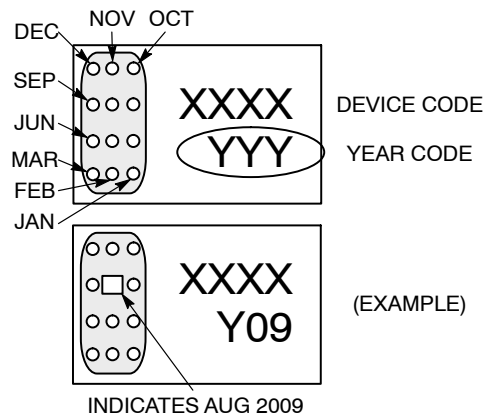 NOV OCT
DEC
SEP
JUN
MAR
FEB
JAN
XXXX DEVICE CODE
YYY YEAR CODE
XXXX
Y09
(EXAMPLE)
INDICATES AUG 2009